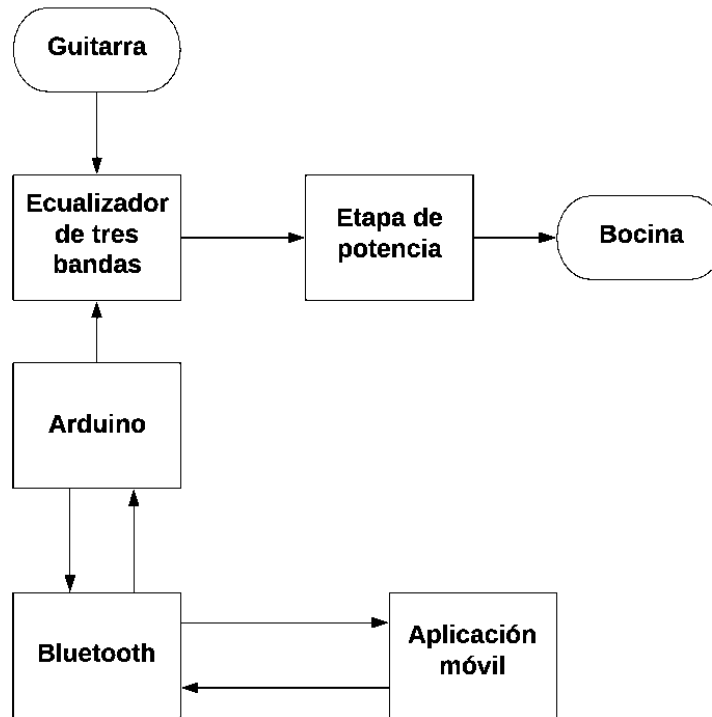 Guitarra
Ecualizador
de tres
bandas
Etapa de
potencia
Bocina
Arduino
Bluetooth
Aplicación
móvil